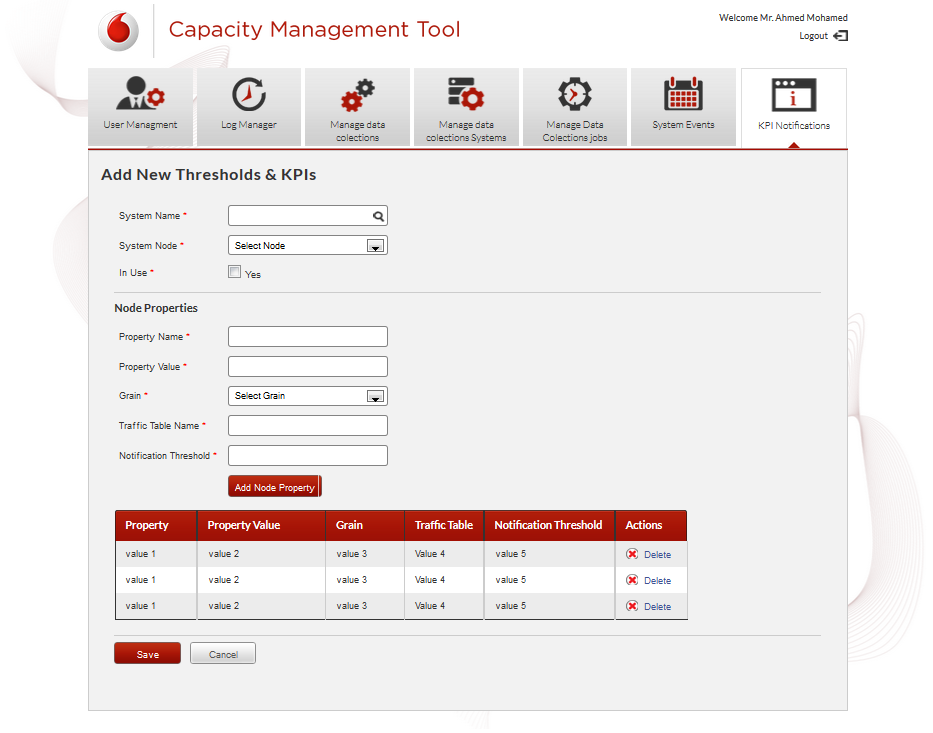 Capacity Management Tool
Welcome Mr. Ahmed Mohamed
Logout
User Managment
Log Manager
Manage data
colections
Manage data
colections Systems
Manage Data
Colections jobs
System Events
KPI Notifications
Add New Thresholds & KPIs
System Name *
System Node * Select Node
In Use * Yes
Node Properties
Property Name *
Property Value *
Grain * Select Grain
Traffic Table Name *
Notification Threshold *
Add Node Property
Property Property Value Grain Traffic Table Notification Threshold Actions
value 1 value 2 value 3 Value 4 value 5 Delete
value 1 value 2 value 3 Value 4 value 5 Delete
value 1 value 2 value 3 Value 4 value 5 Delete
Save Cancel